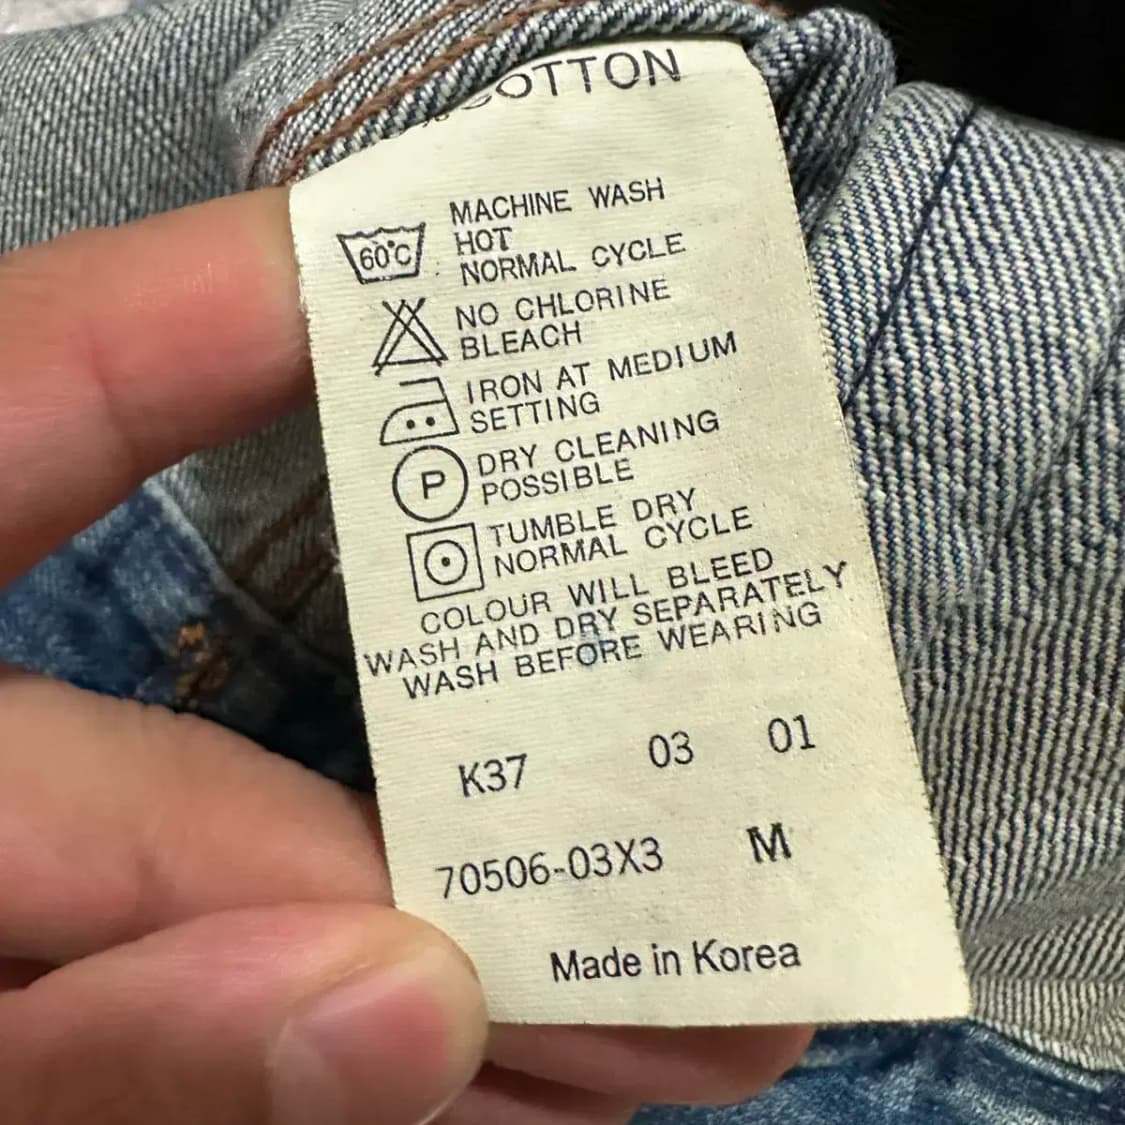 COTTON
60°C
MACHINE WASH
HOT
NORMAL CYCLE
NO CHLORINE
BLEACH
IRON AT MEDIUM
SETTING
P
DRY CLEANING
POSSIBLE
TUMBLE DRY
NORMAL CYCLE
COLOUR WILL BLEED
WASH AND DRY SEPARATELY
WASH BEFORE WEARING
K37 03 01
70506-03X3 M
Made in Korea